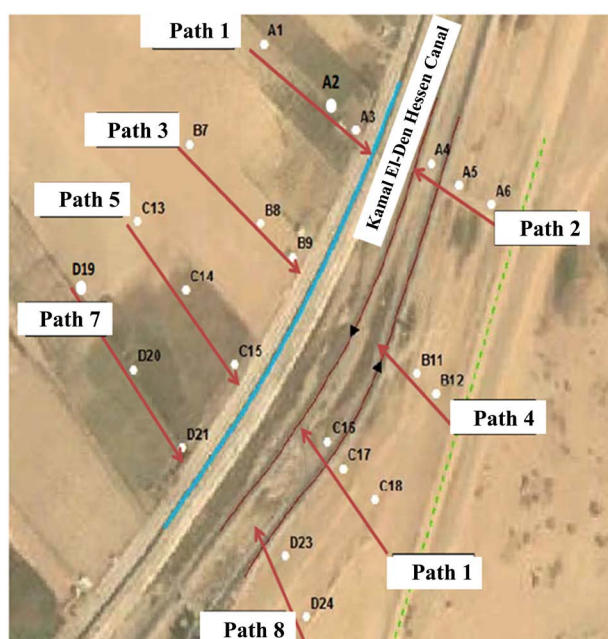 Path 1
A1
A2
A3
Kamal El-Den Hessen Canal
Path 3
B7
A4
A5
A6
Path 2
Path 5
C13
B8
B9
D19
C14
Path 7
D20
C15
B11
B12
Path 4
D21
C16
C17
C18
D23
Path 1
D24
Path 8